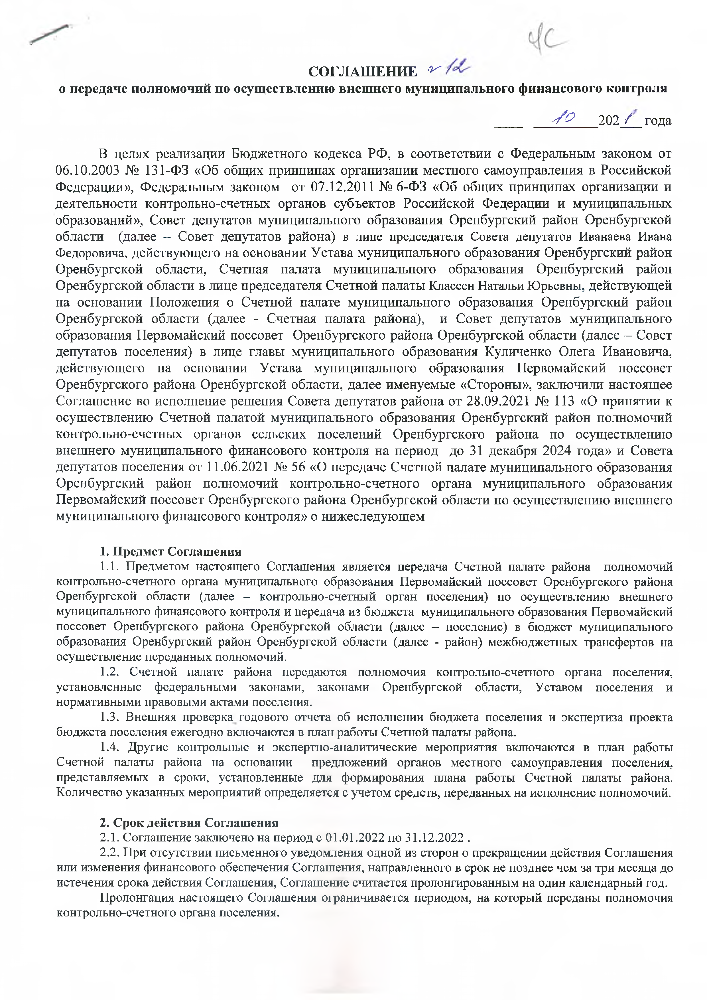 СОГЛАШЕНИЕ № 12
о передаче полномочий по осуществлению внешнего муниципального финансового контроля
____ 10 2021 года
В целях реализации Бюджетного кодекса РФ, в соответствии с Федеральным законом от
06.10.2003 № 131-ФЗ «Об общих принципах организации местного самоуправления в Российской
Федерации», Федеральным законом от 07.12.2011 № 6-ФЗ «Об общих принципах организации и
деятельности контрольно-счетных органов субъектов Российской Федерации и муниципальных
образований», Совет депутатов муниципального образования Оренбургский район Оренбургской
области (далее – Совет депутатов района) в лице председателя Совета депутатов Иванаева Ивана
Федоровича, действующего на основании Устава муниципального образования Оренбургский район
Оренбургской области, Счетная палата муниципального образования Оренбургский район
Оренбургской области в лице председателя Счетной палаты Классен Натальи Юрьевны, действующей
на основании Положения о Счетной палате муниципального образования Оренбургский район
Оренбургской области (далее - Счетная палата района), и Совет депутатов муниципального
образования Первомайский поссовет Оренбургского района Оренбургской области (далее – Совет
депутатов поселения) в лице главы муниципального образования Куличенко Олега Ивановича,
действующего на основании Устава муниципального образования Первомайский поссовет
Оренбургского района Оренбургской области, далее именуемые «Стороны», заключили настоящее
Соглашение во исполнение решения Совета депутатов района от 28.09.2021 № 113 «О принятии к
осуществлению Счетной палатой муниципального образования Оренбургский район полномочий
контрольно-счетных органов сельских поселений Оренбургского района по осуществлению
внешнего муниципального финансового контроля на период до 31 декабря 2024 года» и Совета
депутатов поселения от 11.06.2021 № 56 «О передаче Счетной палате муниципального образования
Оренбургский район полномочий контрольно-счетного органа муниципального образования
Первомайский поссовет Оренбургского района Оренбургской области по осуществлению внешнего
муниципального финансового контроля» о нижеследующем
1. Предмет Соглашения
1.1. Предметом настоящего Соглашения является передача Счетной палате района полномочий
контрольно-счетного органа муниципального образования Первомайский поссовет Оренбургского района
Оренбургской области (далее – контрольно-счетный орган поселения) по осуществлению внешнего
муниципального финансового контроля и передача из бюджета муниципального образования Первомайский
поссовет Оренбургского района Оренбургской области (далее – поселение) в бюджет муниципального
образования Оренбургский район Оренбургской области (далее - район) межбюджетных трансфертов на
осуществление переданных полномочий.
1.2. Счетной палате района передаются полномочия контрольно-счетного органа поселения,
установленные федеральными законами, законами Оренбургской области, Уставом поселения и
нормативными правовыми актами поселения.
1.3. Внешняя проверка годового отчета об исполнении бюджета поселения и экспертиза проекта
бюджета поселения ежегодно включаются в план работы Счетной палаты района.
1.4. Другие контрольные и экспертно-аналитические мероприятия включаются в план работы
Счетной палаты района на основании предложений органов местного самоуправления поселения,
представляемых в сроки, установленные для формирования плана работы Счетной палаты района.
Количество указанных мероприятий определяется с учетом средств, переданных на исполнение полномочий.
2. Срок действия Соглашения
2.1. Соглашение заключено на период с 01.01.2022 по 31.12.2022 .
2.2. При отсутствии письменного уведомления одной из сторон о прекращении действия Соглашения
или изменения финансового обеспечения Соглашения, направленного в срок не позднее чем за три месяца до
истечения срока действия Соглашения, Соглашение считается пролонгированным на один календарный год.
Пролонгация настоящего Соглашения ограничивается периодом, на который переданы полномочия
контрольно-счетного органа поселения.